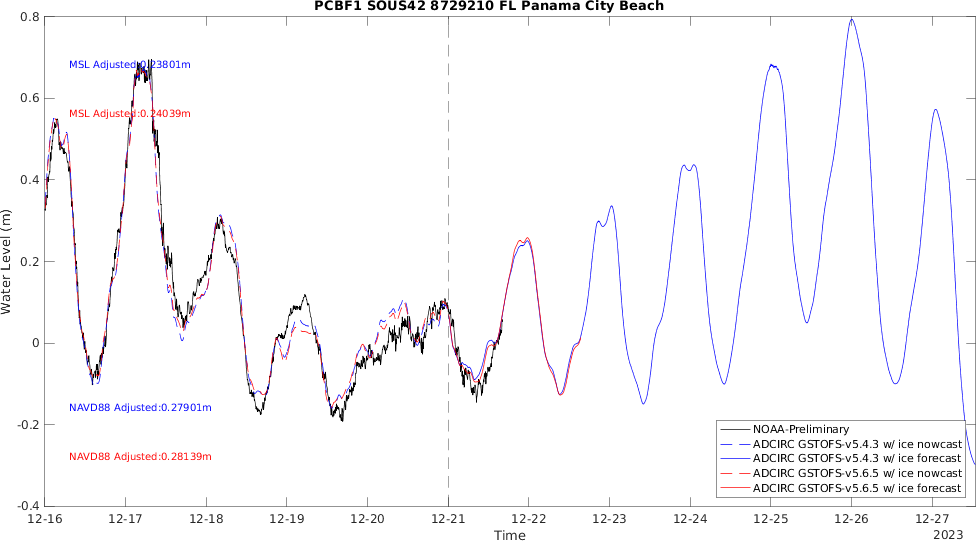 PCBF1 SOUS42 8729210 FL Panama City Beach
0.8
0.6
0.4
0.2
0
-0.2
-0.4
Water Level (m)
MSL Adjusted:0.23801m
MSL Adjusted:0.24039m
NAVD88 Adjusted:0.27901m
NAVD88 Adjusted:0.28139m
NOAA-Preliminary
ADCIRC GSTOFS-v5.4.3 w/ ice nowcast
ADCIRC GSTOFS-v5.4.3 w/ ice forecast
ADCIRC GSTOFS-v5.6.5 w/ ice nowcast
ADCIRC GSTOFS-v5.6.5 w/ ice forecast
12-16 12-17 12-18 12-19 12-20 12-21 12-22 12-23 12-24 12-25 12-26 12-27
Time
2023